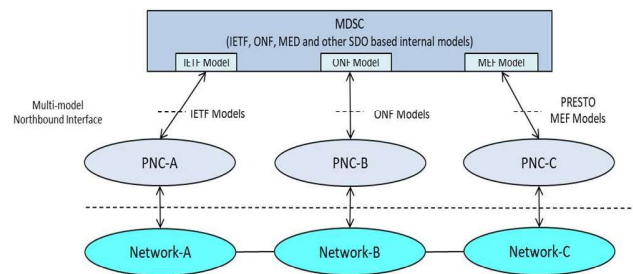 MDSC
(IETF, ONF, MED and other SDO based internal models)
IETF Model
ONF Model
MEF Model
Multi-model
Northbound Interface
IETF Models
ONF Models
PRESTO
MEF Models
PNC-A
PNC-B
PNC-C
Network-A
Network-B
Network-C